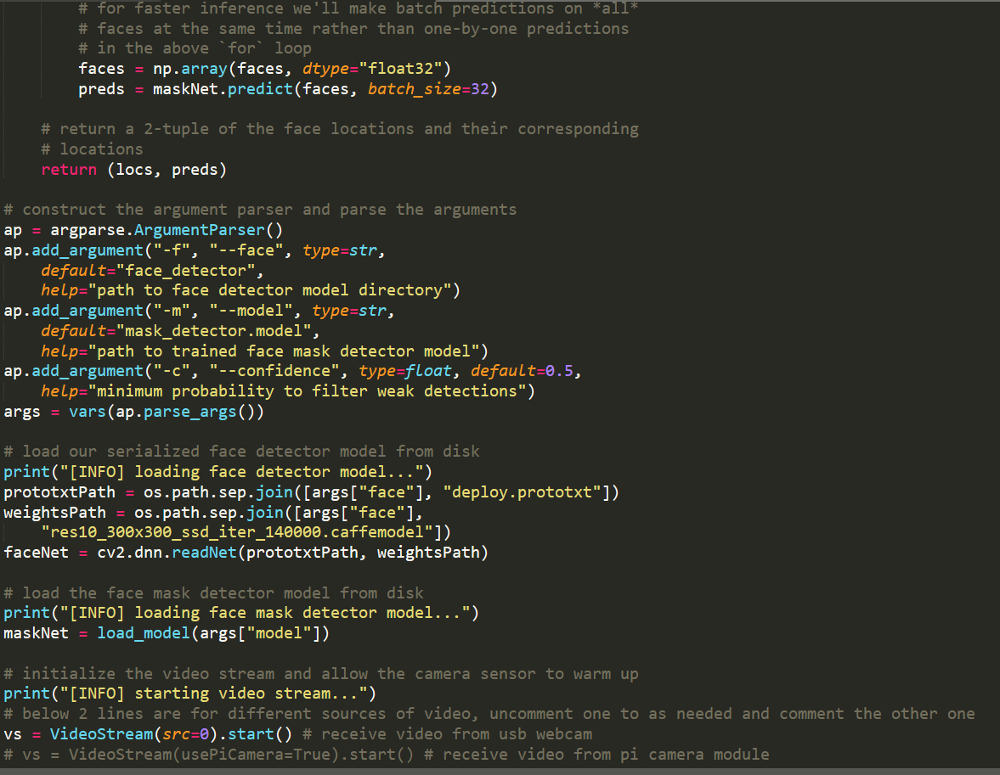 # for faster inference we'll make batch predictions on *all*
# faces at the same time rather than one-by-one predictions
# in the above `for` loop
faces = np.array(faces, dtype="float32")
preds = maskNet.predict(faces, batch_size=32)
# return a 2-tuple of the face locations and their corresponding
# locations
return (locs, preds)
# construct the argument parser and parse the arguments
ap = argparse.ArgumentParser()
ap.add_argument("-f", "--face", type=str,
default="face_detector",
help="path to face detector model directory")
ap.add_argument("-m", "--model", type=str,
default="mask_detector.model",
help="path to trained face mask detector model")
ap.add_argument("-c", "--confidence", type=float, default=0.5,
help="minimum probability to filter weak detections")
args = vars(ap.parse_args())
# load our serialized face detector model from disk
print("[INFO] loading face detector model...")
prototxtPath = os.path.sep.join([args["face"], "deploy.prototxt"])
weightsPath = os.path.sep.join([args["face"],
"res10_300x300_ssd_iter_140000.caffemodel"])
faceNet = cv2.dnn.readNet(prototxtPath, weightsPath)
# load the face mask detector model from disk
print("[INFO] loading face mask detector model...")
maskNet = load_model(args["model"])
# initialize the video stream and allow the camera sensor to warm up
print("[INFO] starting video stream...")
# below 2 lines are for different sources of video, uncomment one to as needed and comment the other one
vs = VideoStream(src=0).start() # receive video from usb webcam
# vs = VideoStream(usePiCamera=True).start() # receive video from pi camera module